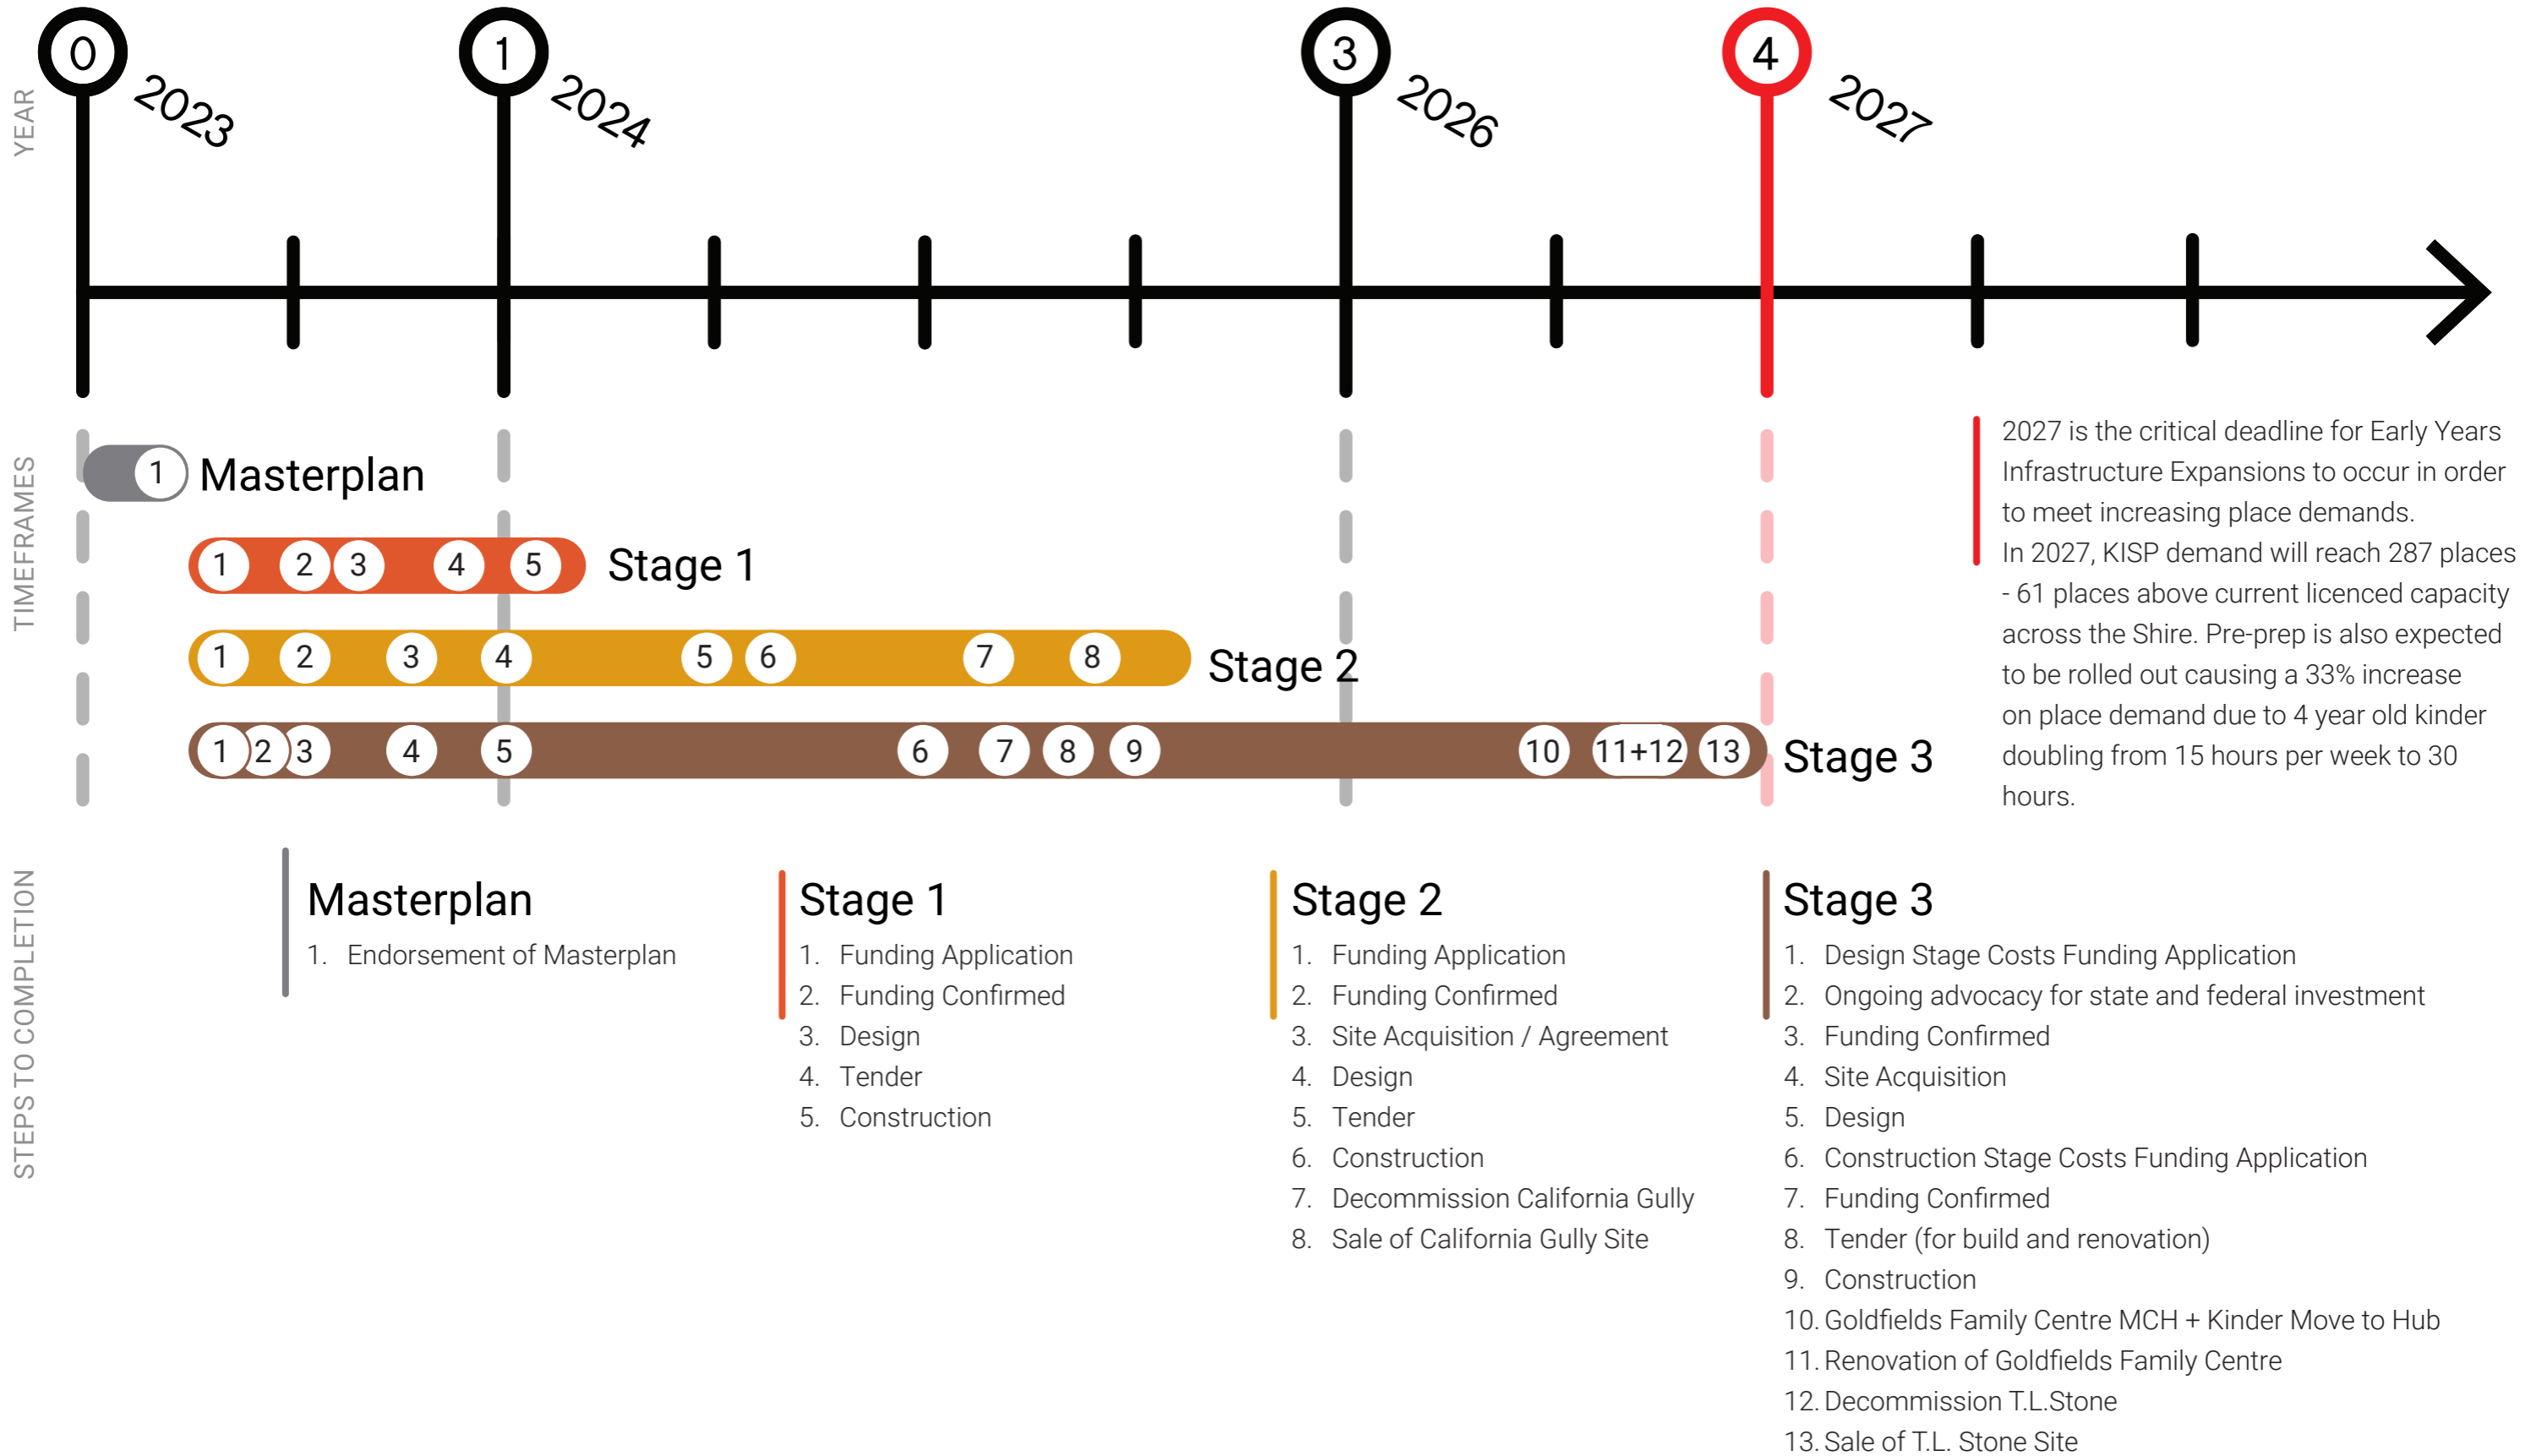 YEAR
0
2023
1
2024
3
2026
4
2027
TIMEFRAMES
1
Masterplan
1 2 3 4 5
Stage 1
1 2 3 4 5 6 7 8
Stage 2
1 2 3 4 5 6 7 8 9 10 11+12 13
Stage 3
2027 is the critical deadline for Early Years
Infrastructure Expansions to occur in order
to meet increasing place demands.
In 2027, KISP demand will reach 287 places
- 61 places above current licenced capacity
across the Shire. Pre-prep is also expected
to be rolled out causing a 33% increase
on place demand due to 4 year old kinder
doubling from 15 hours per week to 30
hours.
STEPS TO COMPLETION
Masterplan
1. Endorsement of Masterplan
Stage 1
1. Funding Application
2. Funding Confirmed
3. Design
4. Tender
5. Construction
Stage 2
1. Funding Application
2. Funding Confirmed
3. Site Acquisition / Agreement
4. Design
5. Tender
6. Construction
7. Decommission California Gully
8. Sale of California Gully Site
Stage 3
1. Design Stage Costs Funding Application
2. Ongoing advocacy for state and federal investment
3. Funding Confirmed
4. Site Acquisition
5. Design
6. Construction Stage Costs Funding Application
7. Funding Confirmed
8. Tender (for build and renovation)
9. Construction
10. Goldfields Family Centre MCH + Kinder Move to Hub
11. Renovation of Goldfields Family Centre
12. Decommission T.L.Stone
13. Sale of T.L. Stone Site